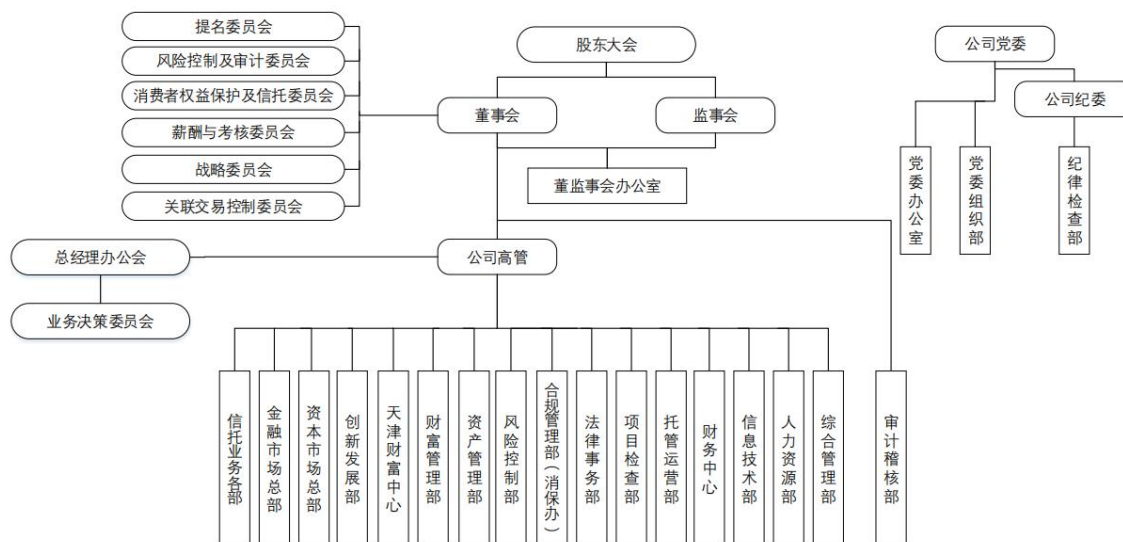 提名委员会
风险控制及审计委员会
消费者权益保护及信托委员会
薪酬与考核委员会
战略委员会
关联交易控制委员会
股东大会
董事会
监事会
董监事会办公室
公司党委
公司纪委
党委办公室
党委组织部
纪律检查部
总经理办公会
公司高管
业务决策委员会
信托业务各部
金融市场总部
资本市场总部
创新发展部
天津财富中心
财富管理部
资产管理部
风险控制部
合规管理部（消保办）
法律事务部
项目检查部
托管运营部
财务中心
信息技术部
人力资源部
综合管理部
审计稽核部